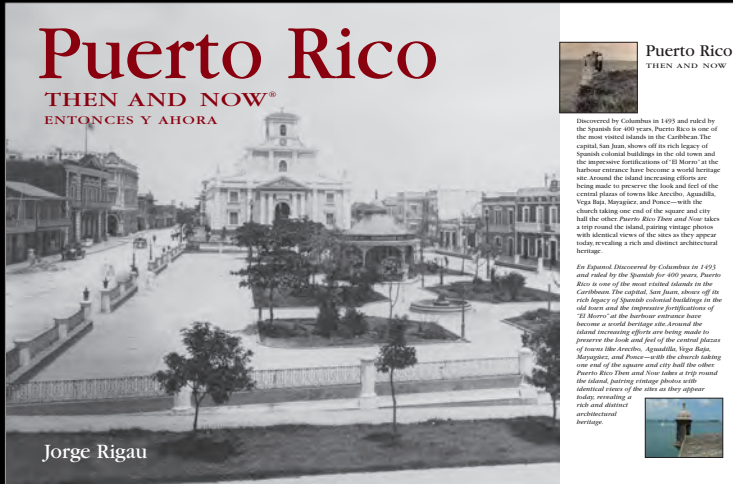 Puerto Rico
THEN AND NOW®
ENTONCES Y AHORA
Jorge Rigau
Puerto Rico
THEN AND NOW
Discovered by Columbus in 1493 and ruled by
the Spanish for 400 years, Puerto Rico is one of
the most visited islands in the Caribbean. The
capital, San Juan, shows off its rich legacy of
Spanish colonial buildings in the old town and
the impressive fortifications of "El Morro" at the
harbour entrance have become a world heritage
site. Around the island increasing efforts are
being made to preserve the look and feel of the
central plazas of towns like Arecibo, Aguadilla,
Vega Baja, Mayagüez, and Ponce—with the
church taking one end of the square and city
hall the other. Puerto Rico Then and Now takes
a trip round the island, pairing vintage photos
with identical views of the sites as they appear
today, revealing a rich and distinct architectural
heritage.
En Espanol. Discovered by Columbus in 1493
and ruled by the Spanish for 400 years, Puerto
Rico is one of the most visited islands in the
Caribbean. The capital, San Juan, shows off its
rich legacy of Spanish colonial buildings in the
old town and the impressive fortifications of
"El Morro" at the harbour entrance have
become a world heritage site. Around the
island increasing efforts are being made to
preserve the look and feel of the central plazas
of towns like Arecibo, Aguadilla, Vega Baja,
Mayagüez, and Ponce—with the church taking
one end of the square and city hall the other.
Puerto Rico Then and Now takes a trip round
the island, pairing vintage photos with
identical views of the sites as they appear
today, revealing a
rich and distinct
architectural
heritage.